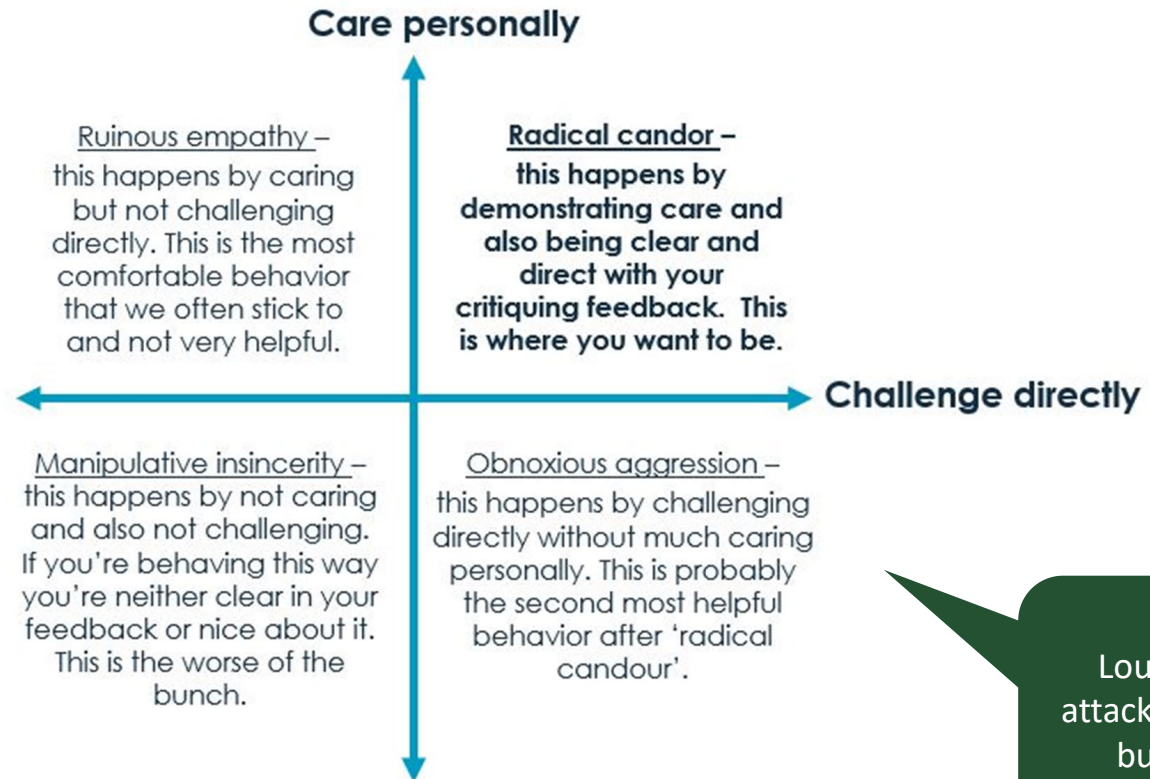 Care personally
Ruinous empathy –
this happens by caring
but not challenging
directly. This is the most
comfortable behavior
that we often stick to
and not very helpful.
Radical candor –
this happens by
demonstrating care and
also being clear and
direct with your
critiquing feedback. This
is where you want to be.
Challenge directly
Manipulative insincerity –
this happens by not caring
and also not challenging.
If you're behaving this way
you're neither clear in your
feedback or nice about it.
This is the worse of the
bunch.
Obnoxious aggression –
this happens by challenging
directly without much caring
personally. This is probably
the second most helpful
behavior after 'radical
candour'.
attack